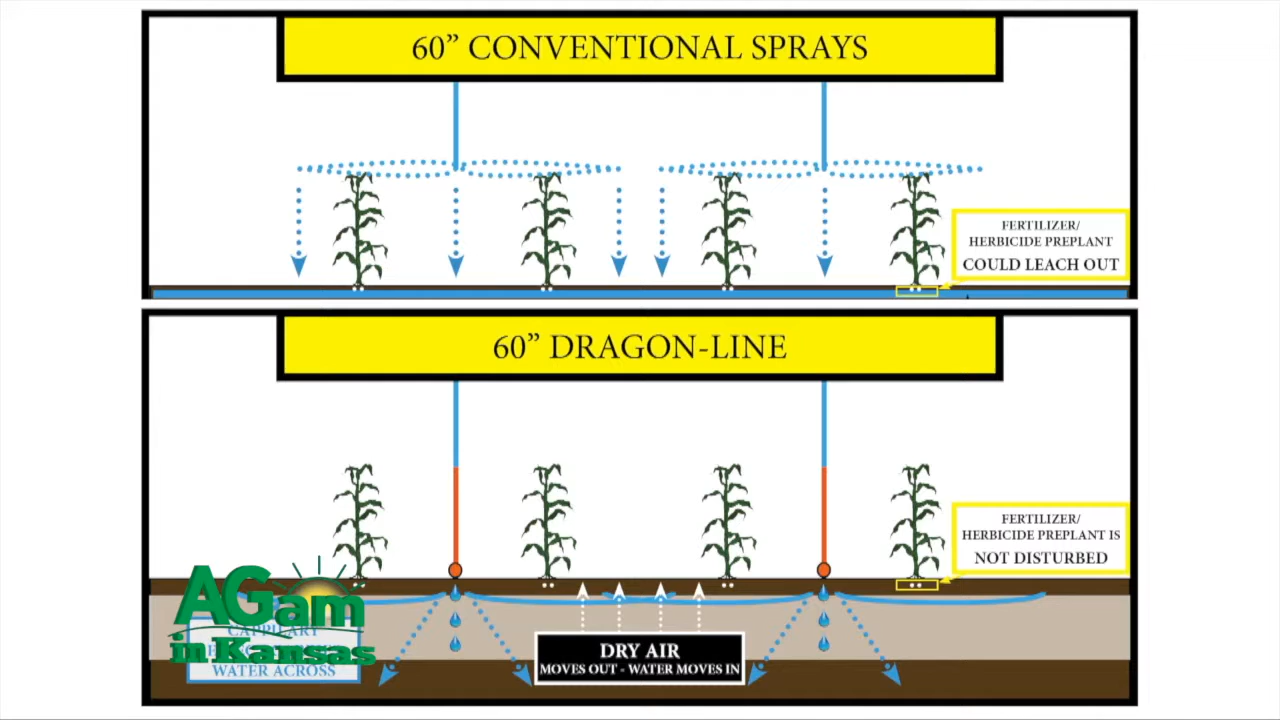 60” CONVENTIONAL SPRAYS
FERTILIZER/
HERBICIDE PREPLANT
COULD LEACH OUT
60” DRAGON-LINE
FERTILIZER/
HERBICIDE PREPLANT IS
NOT DISTURBED
DRY AIR
MOVES OUT - WATER MOVES IN
AGam
in Kansas
WATER ACROSS